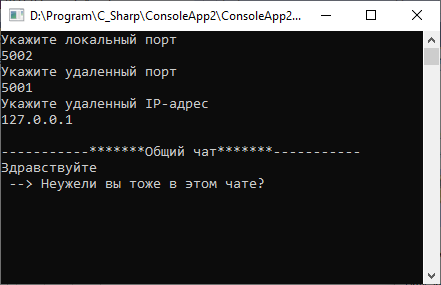 D:\Program\C_Sharp\ConsoleApp2\ConsoleApp2...
Укажите локальный порт
5002
Укажите удаленный порт
5001
Укажите удаленный IP-адрес
127.0.0.1
-----------*******Общий чат*******-----------
Здравствуйте
--> Неужели вы тоже в этом чате?